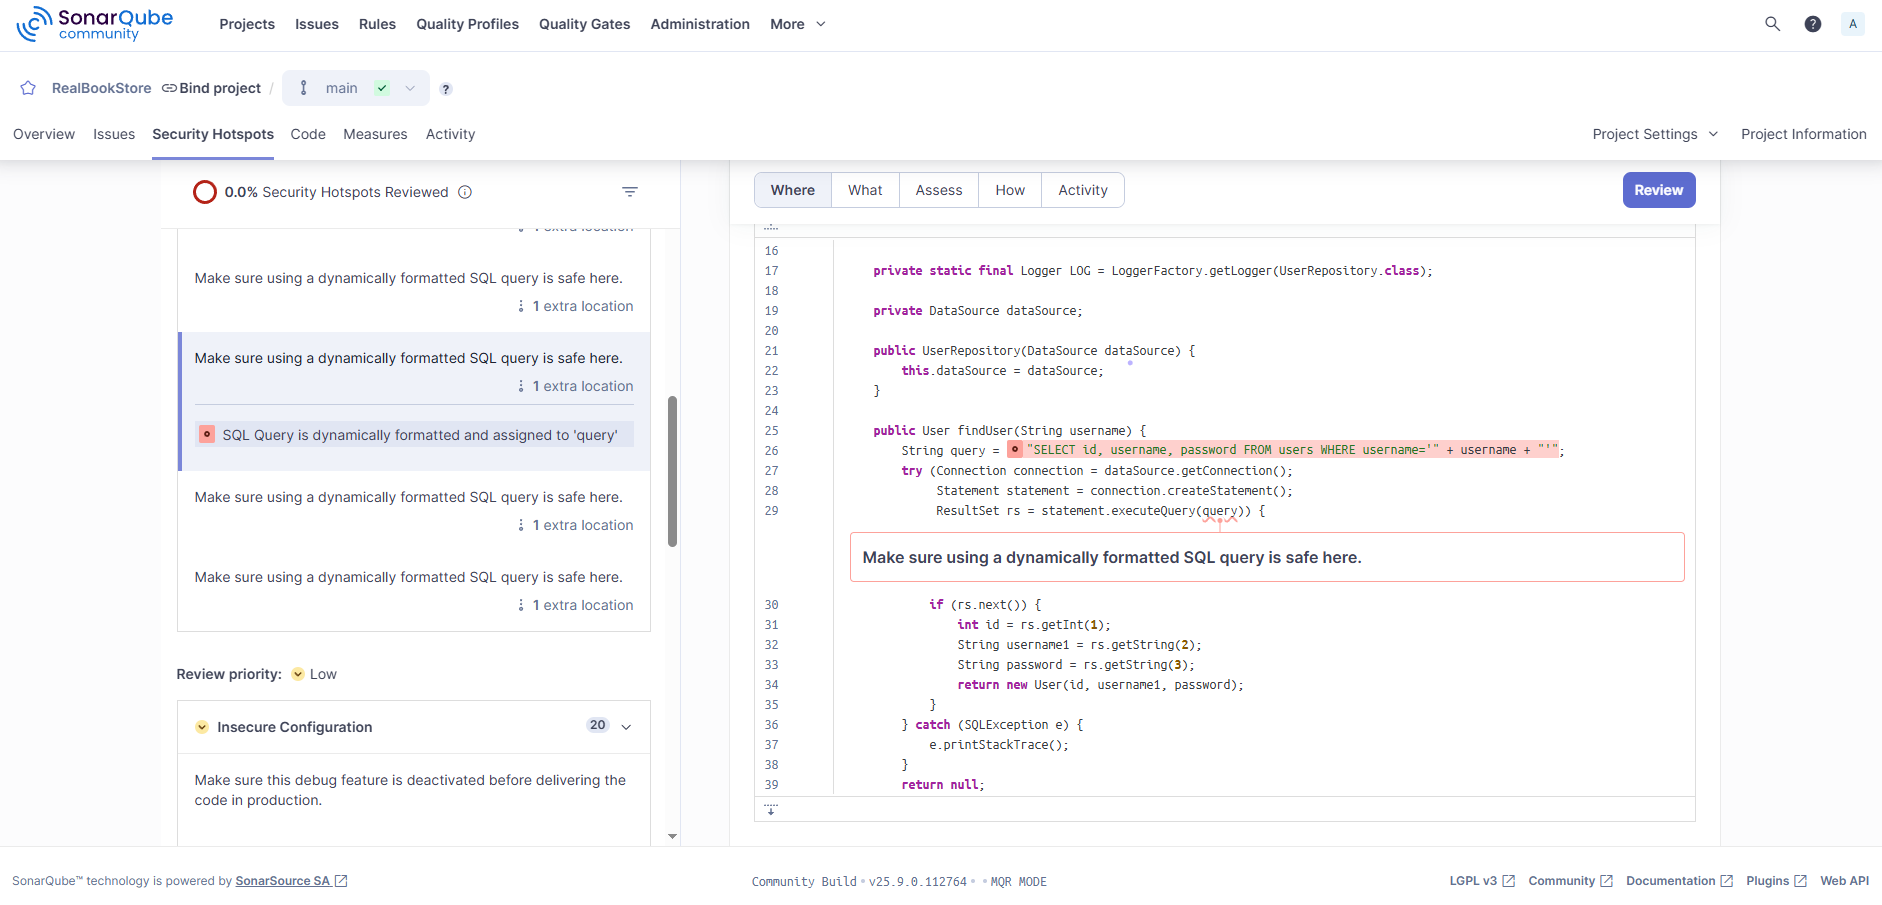 SonarQube
community
Projects Issues Rules Quality Profiles Quality Gates Administration More
? A
RealBookStore Bind project / main ?
Overview Issues Security Hotspots Code Measures Activity
Project Settings Project Information
0.0% Security Hotspots Reviewed
1 extra location
Make sure using a dynamically formatted SQL query is safe here.
1 extra location
Make sure using a dynamically formatted SQL query is safe here.
1 extra location
SQL Query is dynamically formatted and assigned to 'query'
Make sure using a dynamically formatted SQL query is safe here.
1 extra location
Make sure using a dynamically formatted SQL query is safe here.
1 extra location
Review priority: Low
Insecure Configuration 20
Make sure this debug feature is deactivated before delivering the
code in production.
Where What Assess How Activity
Review
16
17 private static final Logger LOG = LoggerFactory.getLogger(UserRepository.class);
18
19 private DataSource dataSource;
20
21 public UserRepository(DataSource dataSource) {
22 this.dataSource = dataSource;
23 }
24
25 public User findUser(String username) {
26 String query = "SELECT id, username, password FROM users WHERE username='" + username + "'";
27 try (Connection connection = dataSource.getConnection();
28 Statement statement = connection.createStatement();
29 ResultSet rs = statement.executeQuery(query)) {
Make sure using a dynamically formatted SQL query is safe here.
30 if (rs.next()) {
31 int id = rs.getInt(1);
32 String username1 = rs.getString(2);
33 String password = rs.getString(3);
34 return new User(id, username1, password);
35 }
36 } catch (SQLException e) {
37 e.printStackTrace();
38 }
39 return null;
SonarQube™ technology is powered by SonarSource SA
Community Build • v25.9.0.112764 • • MQR MODE
LGPL v3 Community Documentation Plugins Web API